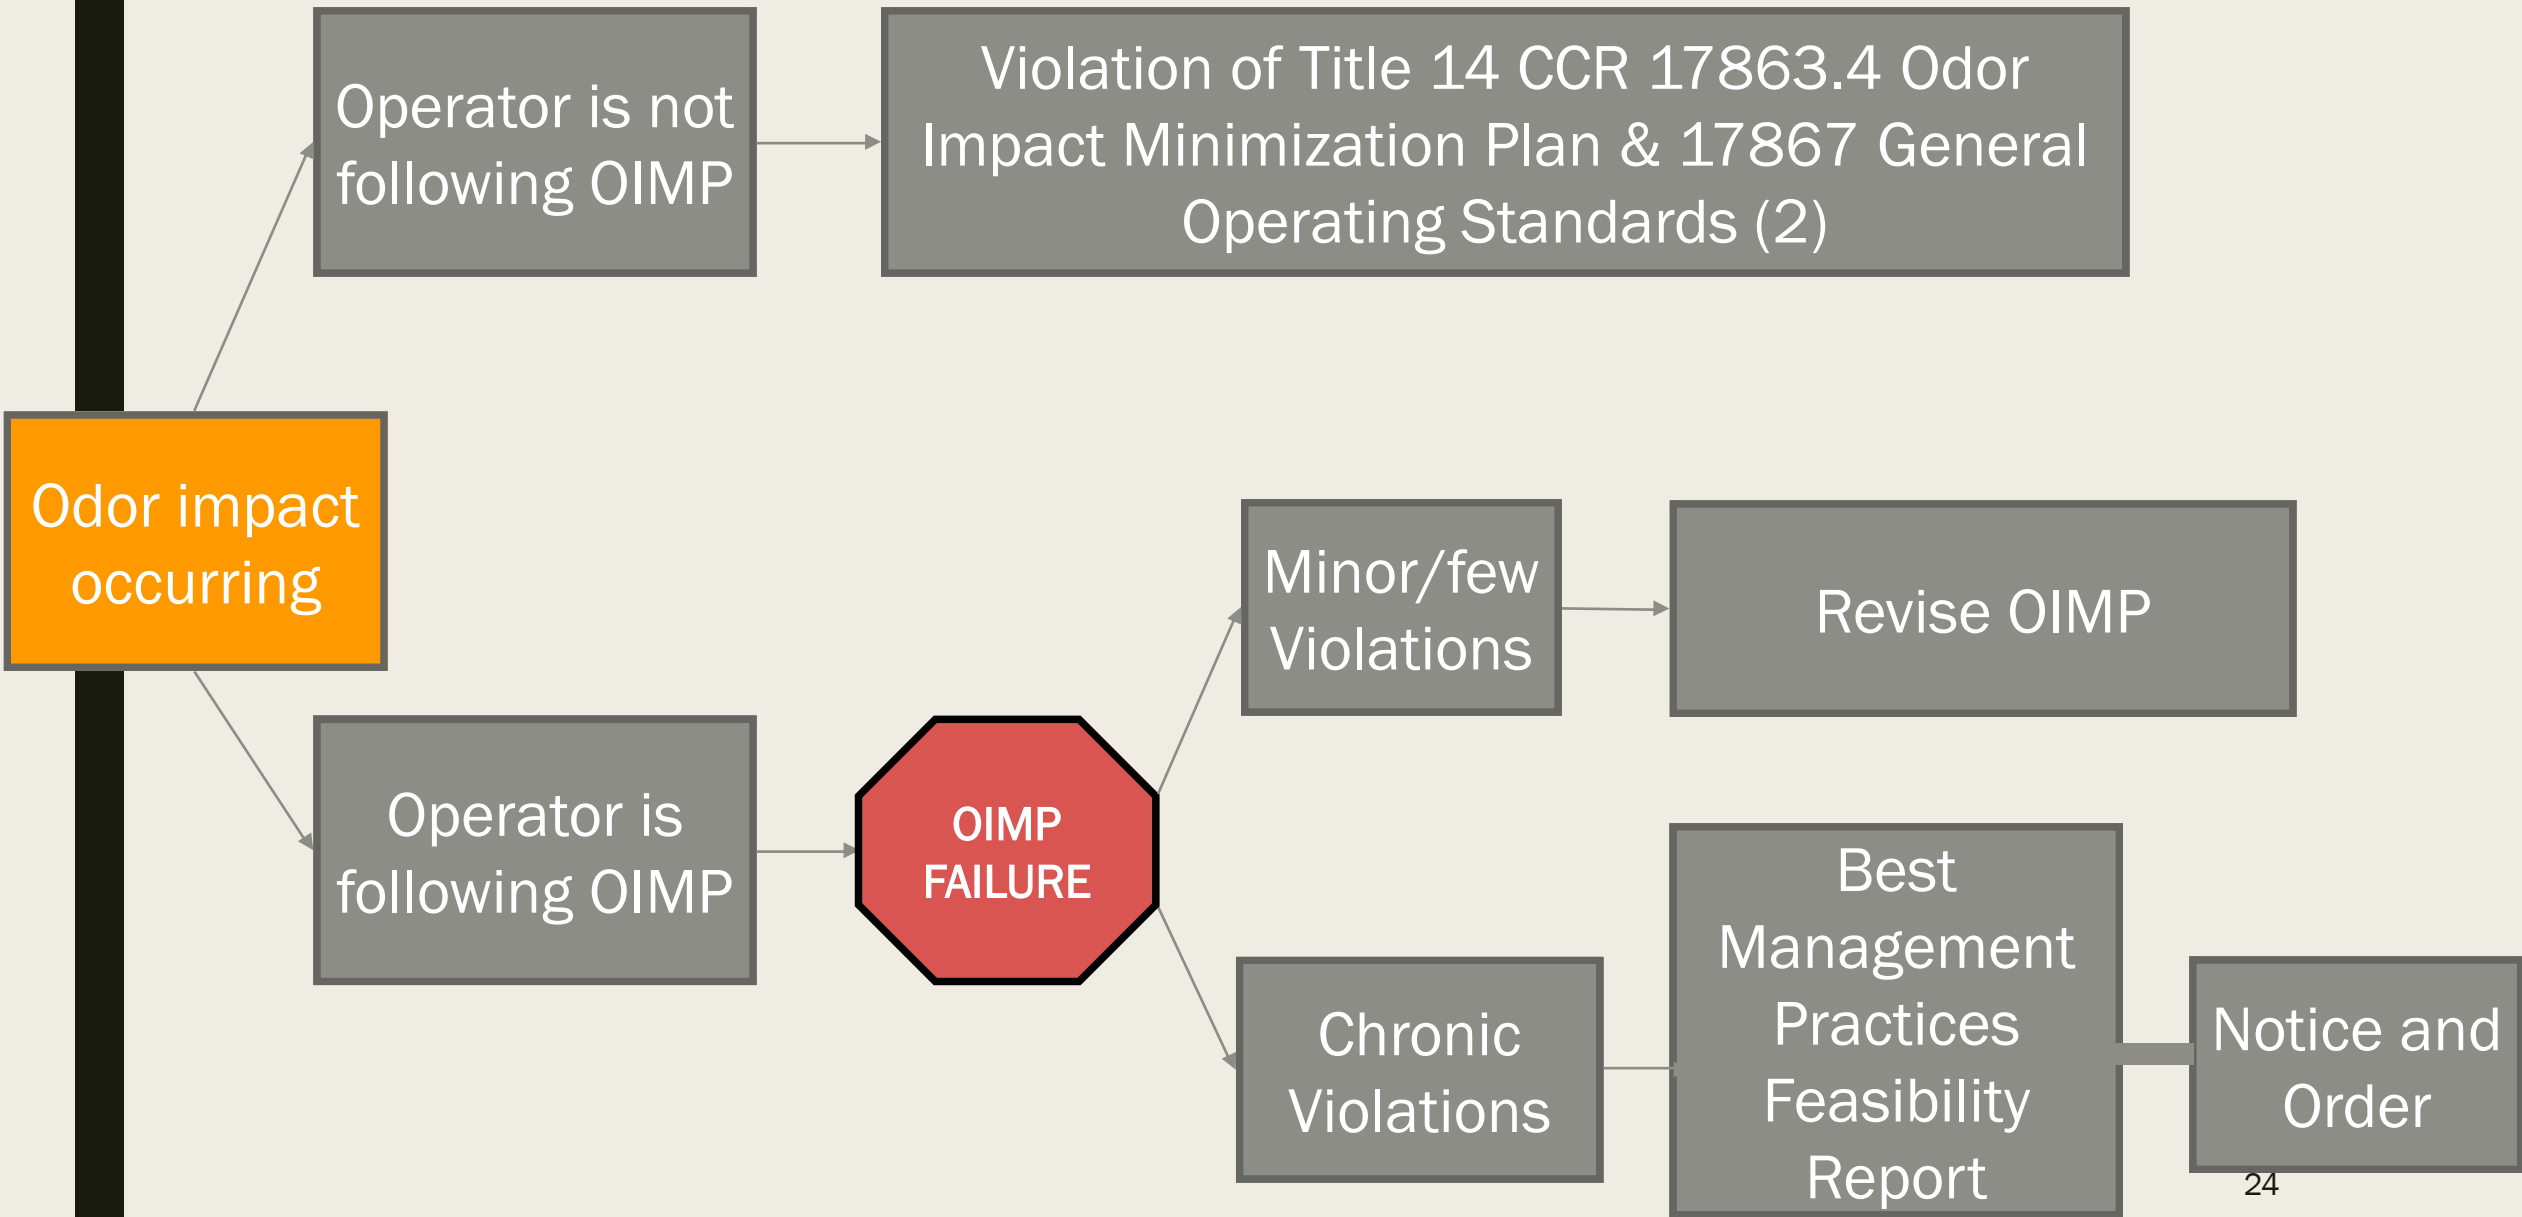 Operator is not
following OIMP
Violation of Title 14 CCR 17863.4 Odor
Impact Minimization Plan & 17867 General
Operating Standards (2)
Odor impact
occurring
Minor/few
Violations
Revise OIMP
Operator is
following OIMP
OIMP
FAILURE
Chronic
Violations
Best
Management
Practices
Feasibility
Report
Notice and
Order
24